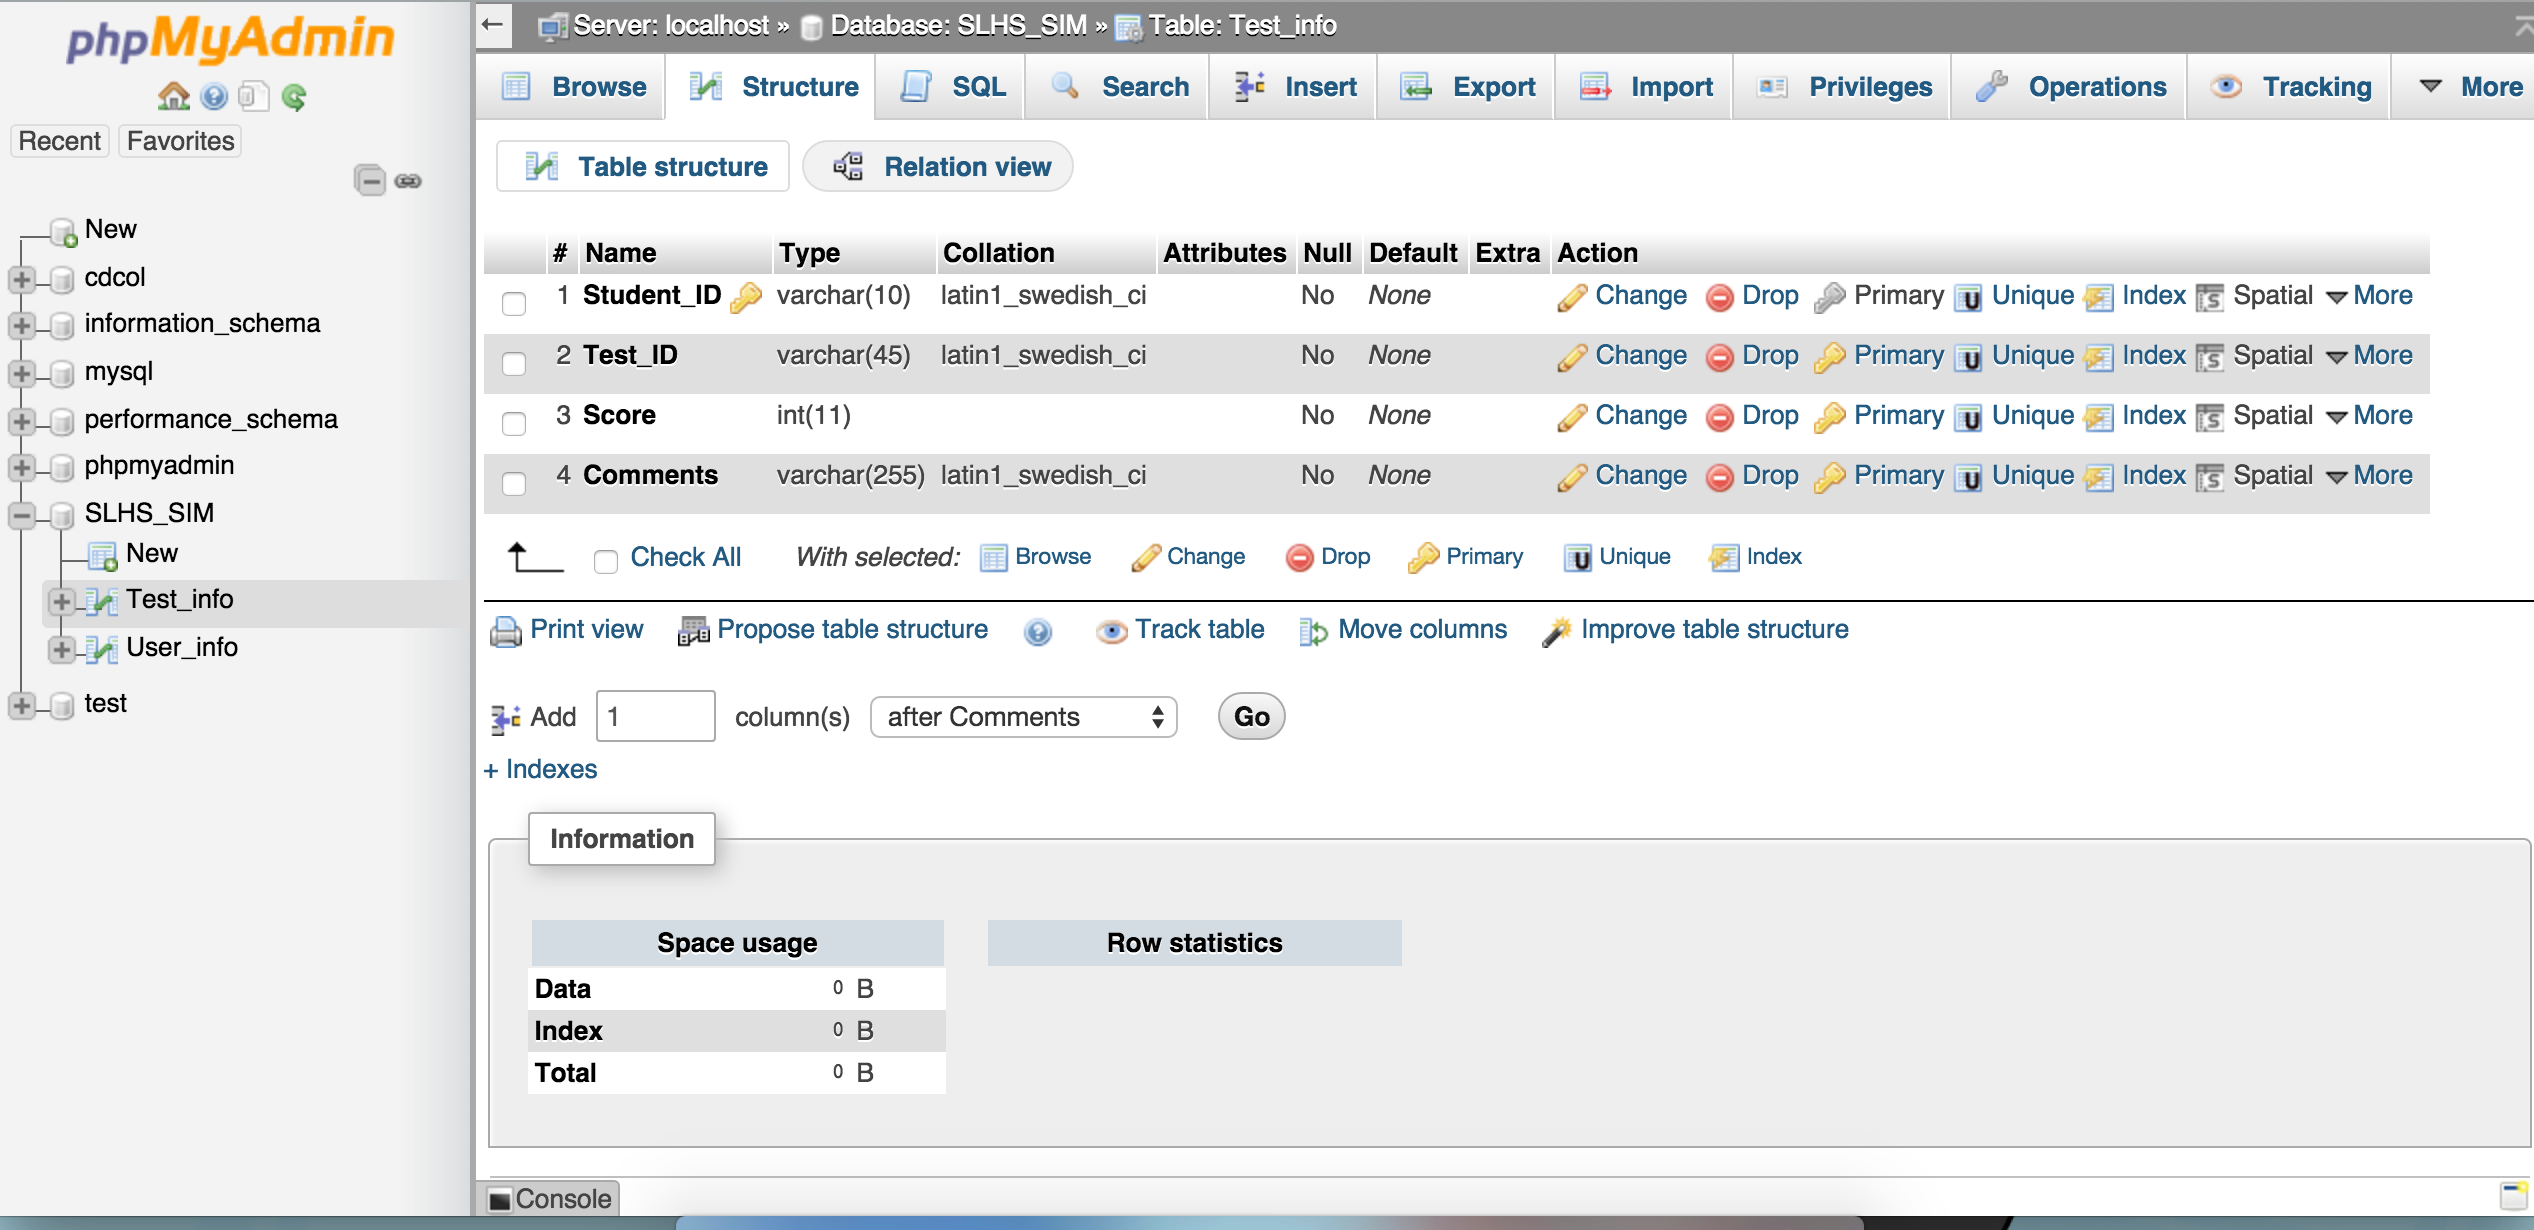 phpMyAdmin
Recent Favorites
New
cdcol
information_schema
mysql
performance_schema
phpmyadmin
SLHS_SIM
New
Test_info
User_info
test
Server: localhost » Database: SLHS_SIM » Table: Test_info
Browse Structure SQL Search Insert Export Import Privileges Operations Tracking More
Table structure Relation view
# Name Type Collation Attributes Null Default Extra Action
1 Student_ID varchar(10) latin1_swedish_ci No None Change Drop Primary Unique Index Spatial More
2 Test_ID varchar(45) latin1_swedish_ci No None Change Drop Primary Unique Index Spatial More
3 Score int(11) No None Change Drop Primary Unique Index Spatial More
4 Comments varchar(255) latin1_swedish_ci No None Change Drop Primary Unique Index Spatial More
Check All With selected: Browse Change Drop Primary Unique Index
Print view Propose table structure Track table Move columns Improve table structure
Add 1 column(s) after Comments Go
+ Indexes
Information
Space usage Row statistics
Data 0 B
Index 0 B
Total 0 B
Console